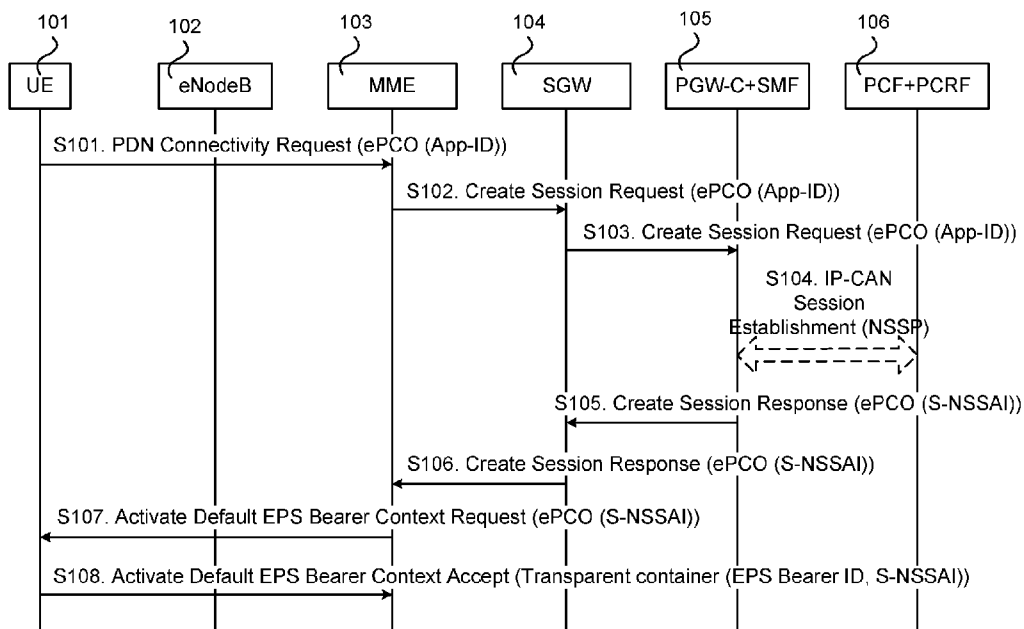 101
102
103
104
105
106
UE
eNodeB
MME
SGW
PGW-C+SMF
PCF+PCRF
S101. PDN Connectivity Request (ePCO (App-ID))
S102. Create Session Request (ePCO (App-ID))
S103. Create Session Request (ePCO (App-ID))
S104. IP-CAN
Session
Establishment (NSSP)
S105. Create Session Response (ePCO (S-NSSAI))
S106. Create Session Response (ePCO (S-NSSAI))
S107. Activate Default EPS Bearer Context Request (ePCO (S-NSSAI))
S108. Activate Default EPS Bearer Context Accept (Transparent container (EPS Bearer ID, S-NSSAI))